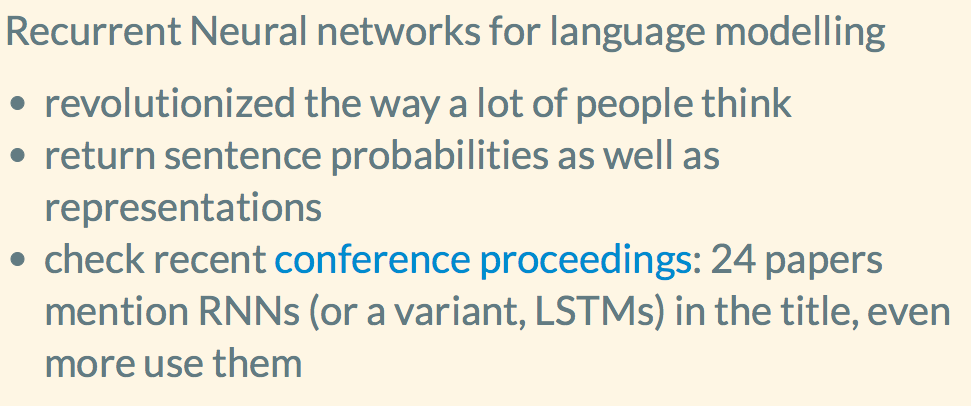 Recurrent Neural networks for language modelling
• revolutionized the way a lot of people think
• return sentence probabilities as well as
representations
• check recent conference proceedings: 24 papers
mention RNNs (or a variant, LSTMs) in the title, even
more use them